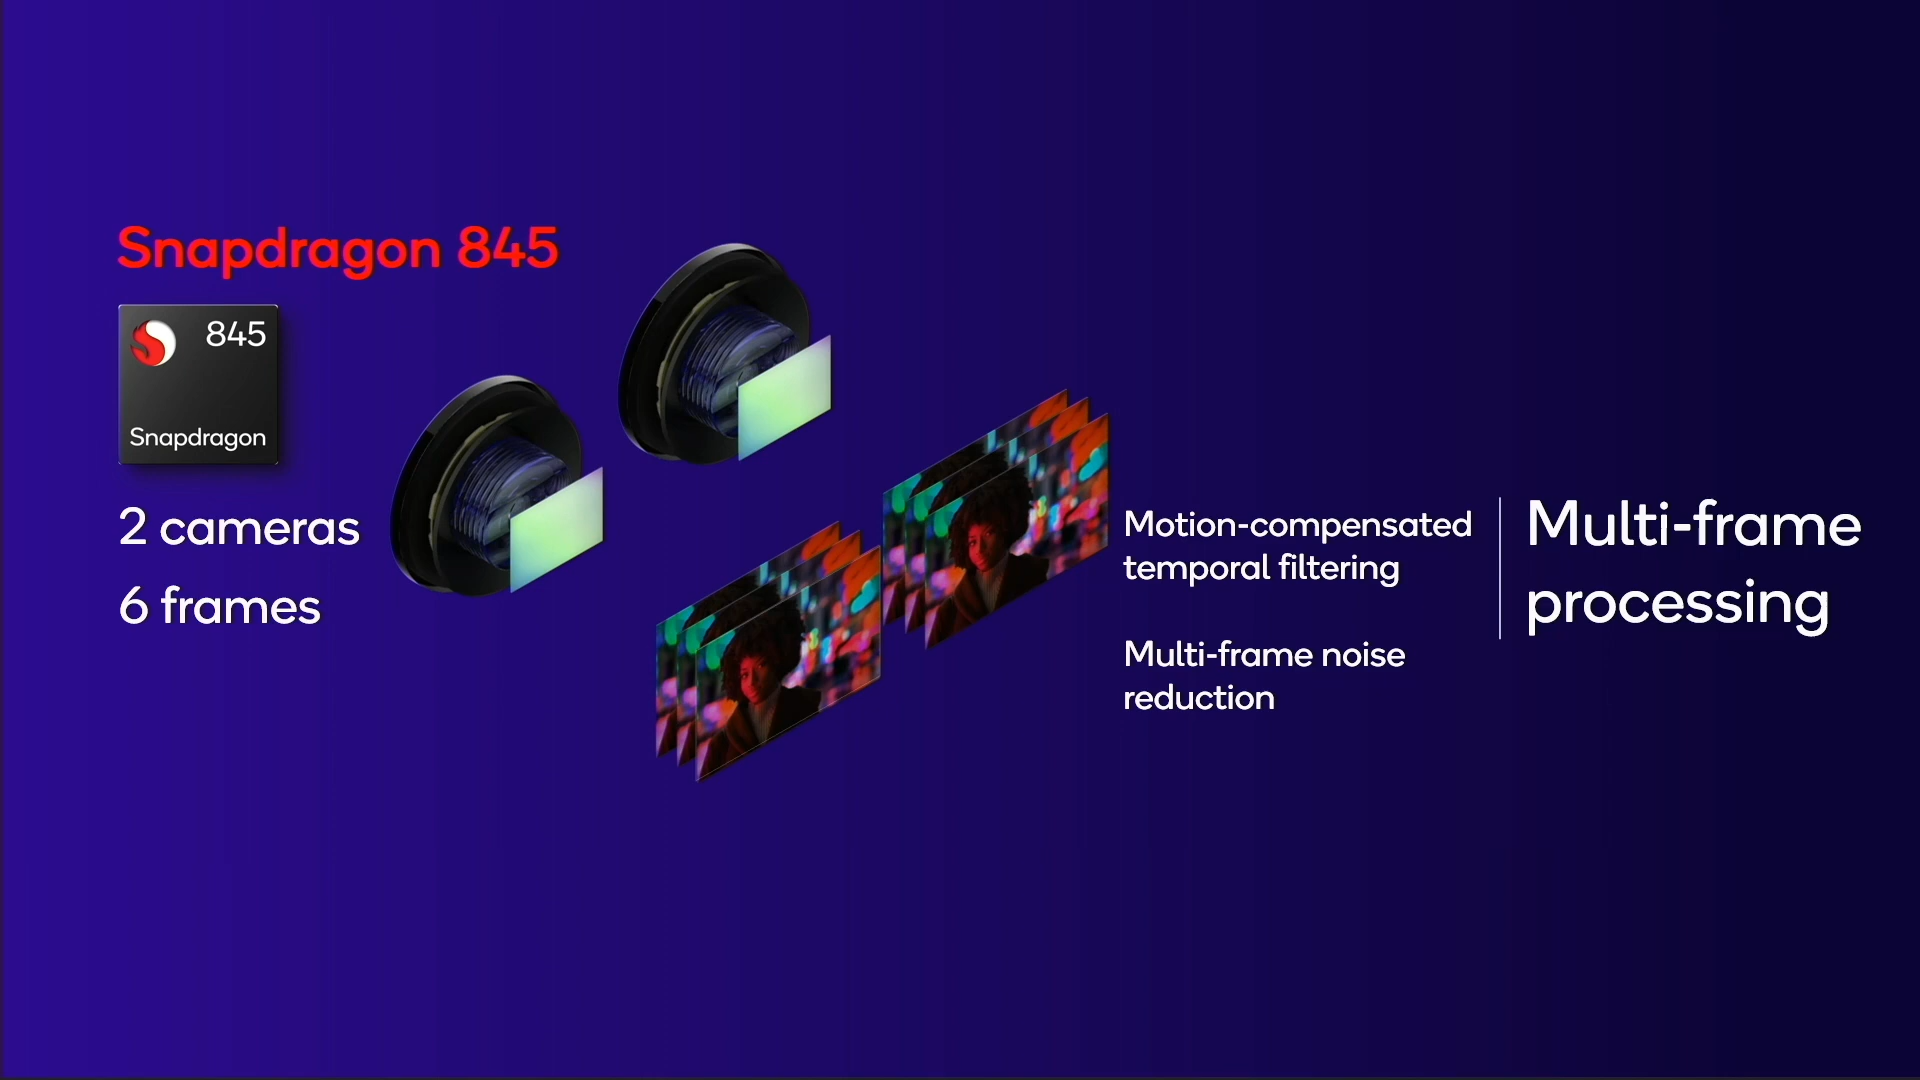 Snapdragon 845
845
Snapdragon
2 cameras
6 frames
Motion-compensated
temporal filtering
Multi-frame noise
reduction
Multi-frame
processing